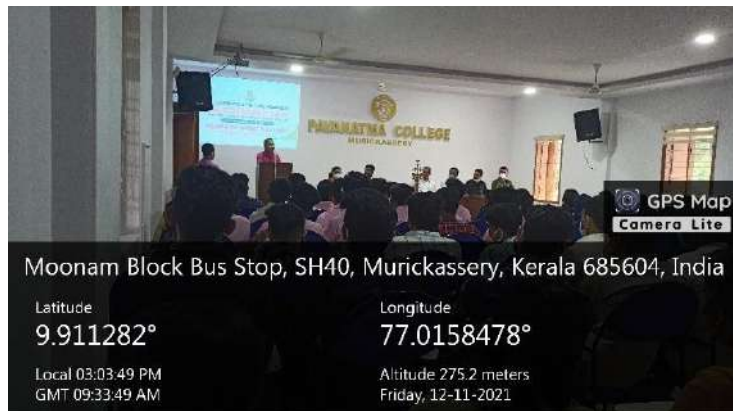 PAVANATMA COLLEGE
MURICKASSERY
GPS Map
Camera Lite
Moonam Block Bus Stop, SH40, Murickassery, Kerala 685604, India
Latitude
9.911282°
Longitude
77.0158478°
Local 03:03:49 PM
GMT 09:33:49 AM
Altitude 275.2 meters
Friday, 12-11-2021